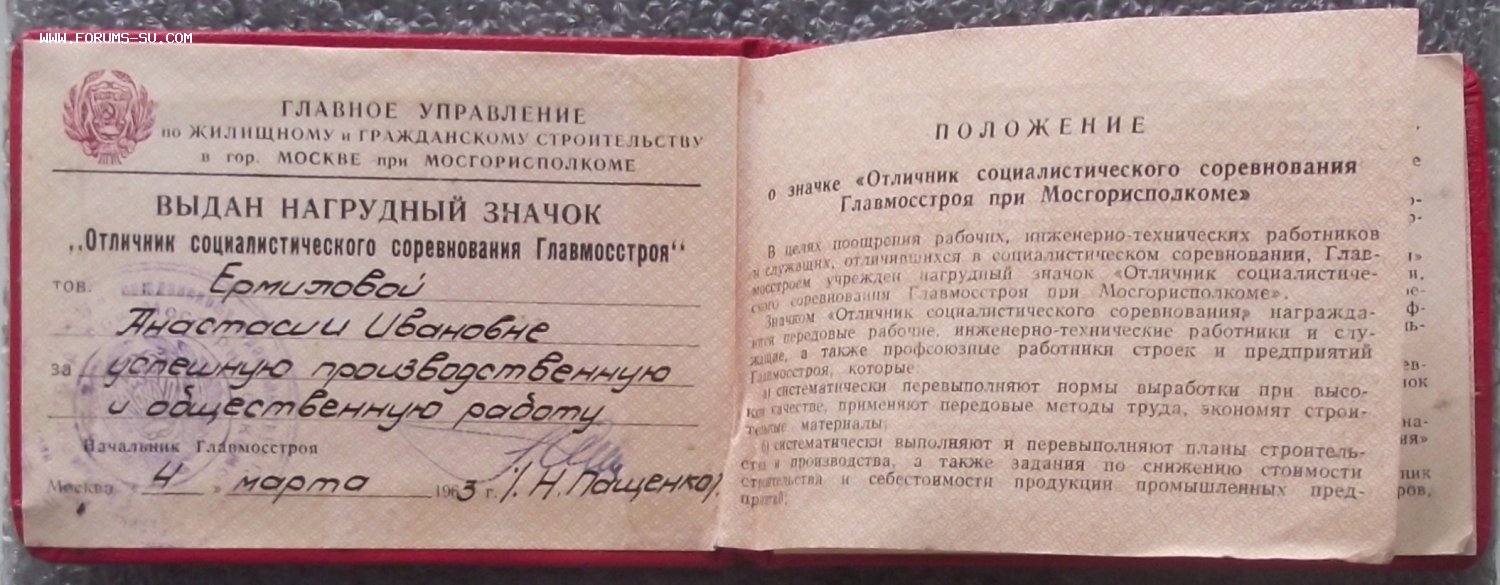 WWW.FORUMS-SU.COM
ГЛАВНОЕ УПРАВЛЕНИЕ
по ЖИЛИЩНОМУ и ГРАЖДАНСКОМУ СТРОИТЕЛЬСТВУ
в гор. МОСКВЕ при МОСГОРИСПОЛКОМЕ
ВЫДАН НАГРУДНЫЙ ЗНАЧОК
„Отличник социалистического соревнования Главмосстроя“
тов. Ермиловой
Анастасии Ивановне
за успешную производственную
и общественную работу
Начальник Главмосстроя
Москва 4 " марта 1963 г. /. Н. Пащенко/.
ПОЛОЖЕНИЕ
о значке «Отличник социалистического соревнования
Главмосстроя при Мосгорисполкоме»
В целях поощрения рабочих, инженерно-технических работников
и служащих, отличившихся в социалистическом соревновании, Глав-
мосстроем учрежден нагрудный значок «Отличник социалистиче-
ского соревнования Главмосстроя при Мосгорисполкоме».
Значком «Отличник социалистического соревнования» награжда-
ются передовые рабочие, инженерно-технические работники и слу-
жащие, а также профсоюзные работники строек и предприятий
Главмосстроя, которые:
а) систематически перевыполняют нормы выработки при высо-
ком качестве, применяют передовые методы труда, экономят строи-
тельные материалы;
б) систематически выполняют и перевыполняют планы строитель-
ства и производства, а также задания по снижению стоимости
строительства и себестоимости продукции промышленных пред-
приятий;